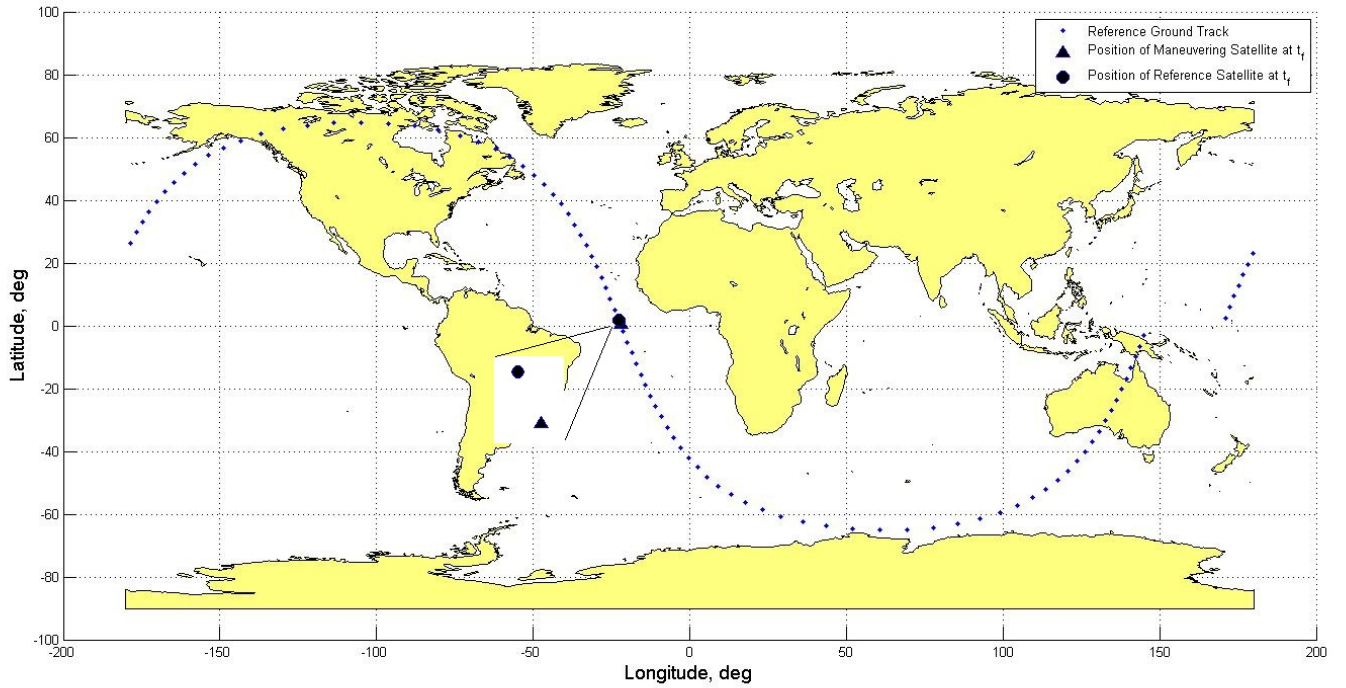 Reference Ground Track
Position of Maneuvering Satellite at tf
Position of Reference Satellite at tf
100
80
60
40
20
0
-20
-40
-60
-80
-100
Latitude, deg
-200 -150 -100 -50 0 50 100 150 200
Longitude, deg